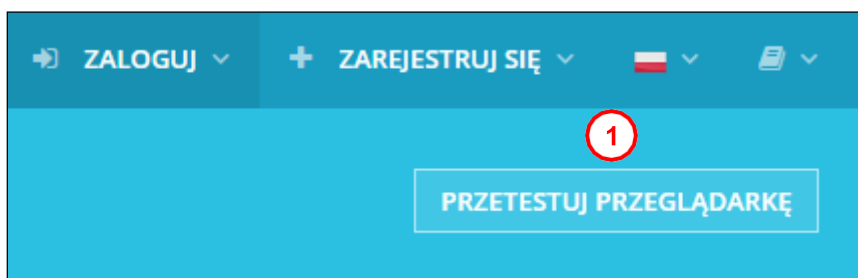 ZALOGUJ ZAREJESTRUJ SIĘ
1
PRZETESTUJ PRZEGLĄDARKĘ